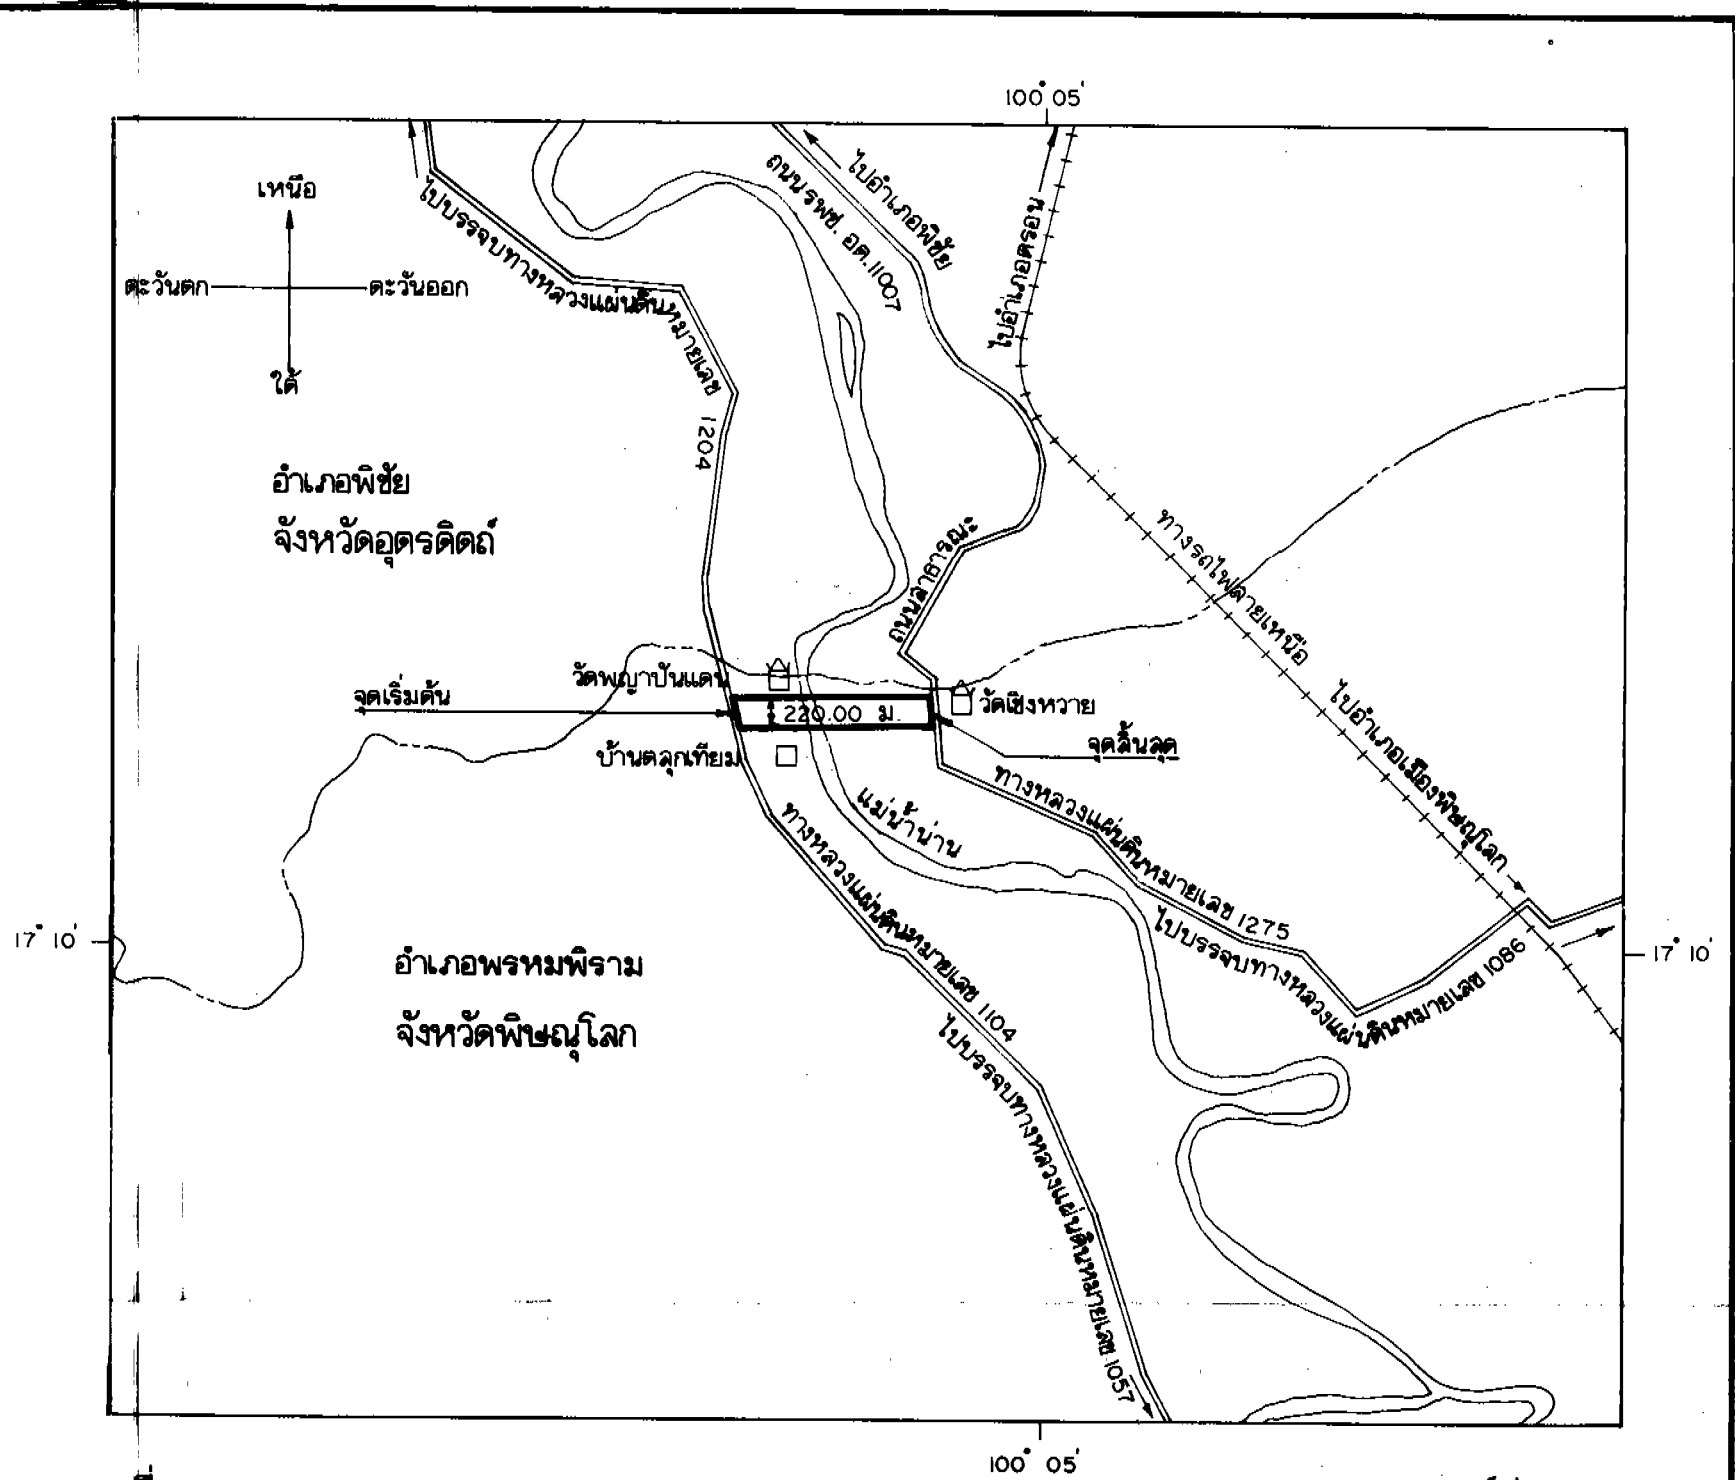 100° 05'
เหนือ
ตะวันตก
ตะวันออก
ใต้
ไปบรรจบทางหลวงแผ่นดินหมายเลข 1204
ถนน รพช. อต. 11007
ไปอำเภอพิชัย
ไปอำเภอตรอน
อำเภอพิชัย
จังหวัดอุตรดิตถ์
ถนนสาธารณะ
ทางรถไฟสายเหนือ
ไปอำเภอเมืองพิษณุโลก
วัดพญาปันแดน
จุดเริ่มต้น
220.00 ม.
วัดเชิงหวาย
จุดสิ้นสุด
บ้านตลุกเทียม
แม่น้ำน่าน
ทางหลวงแผ่นดินหมายเลข 1275
ไปบรรจบทางหลวงแผ่นดินหมายเลข 1086
ทางหลวงแผ่นดินหมายเลข 1104
ไปบรรจบทางหลวงแผ่นดินหมายเลข 1057
17° 10'
17° 10'
อำเภอพรหมพิราม
จังหวัดพิษณุโลก
100° 05'